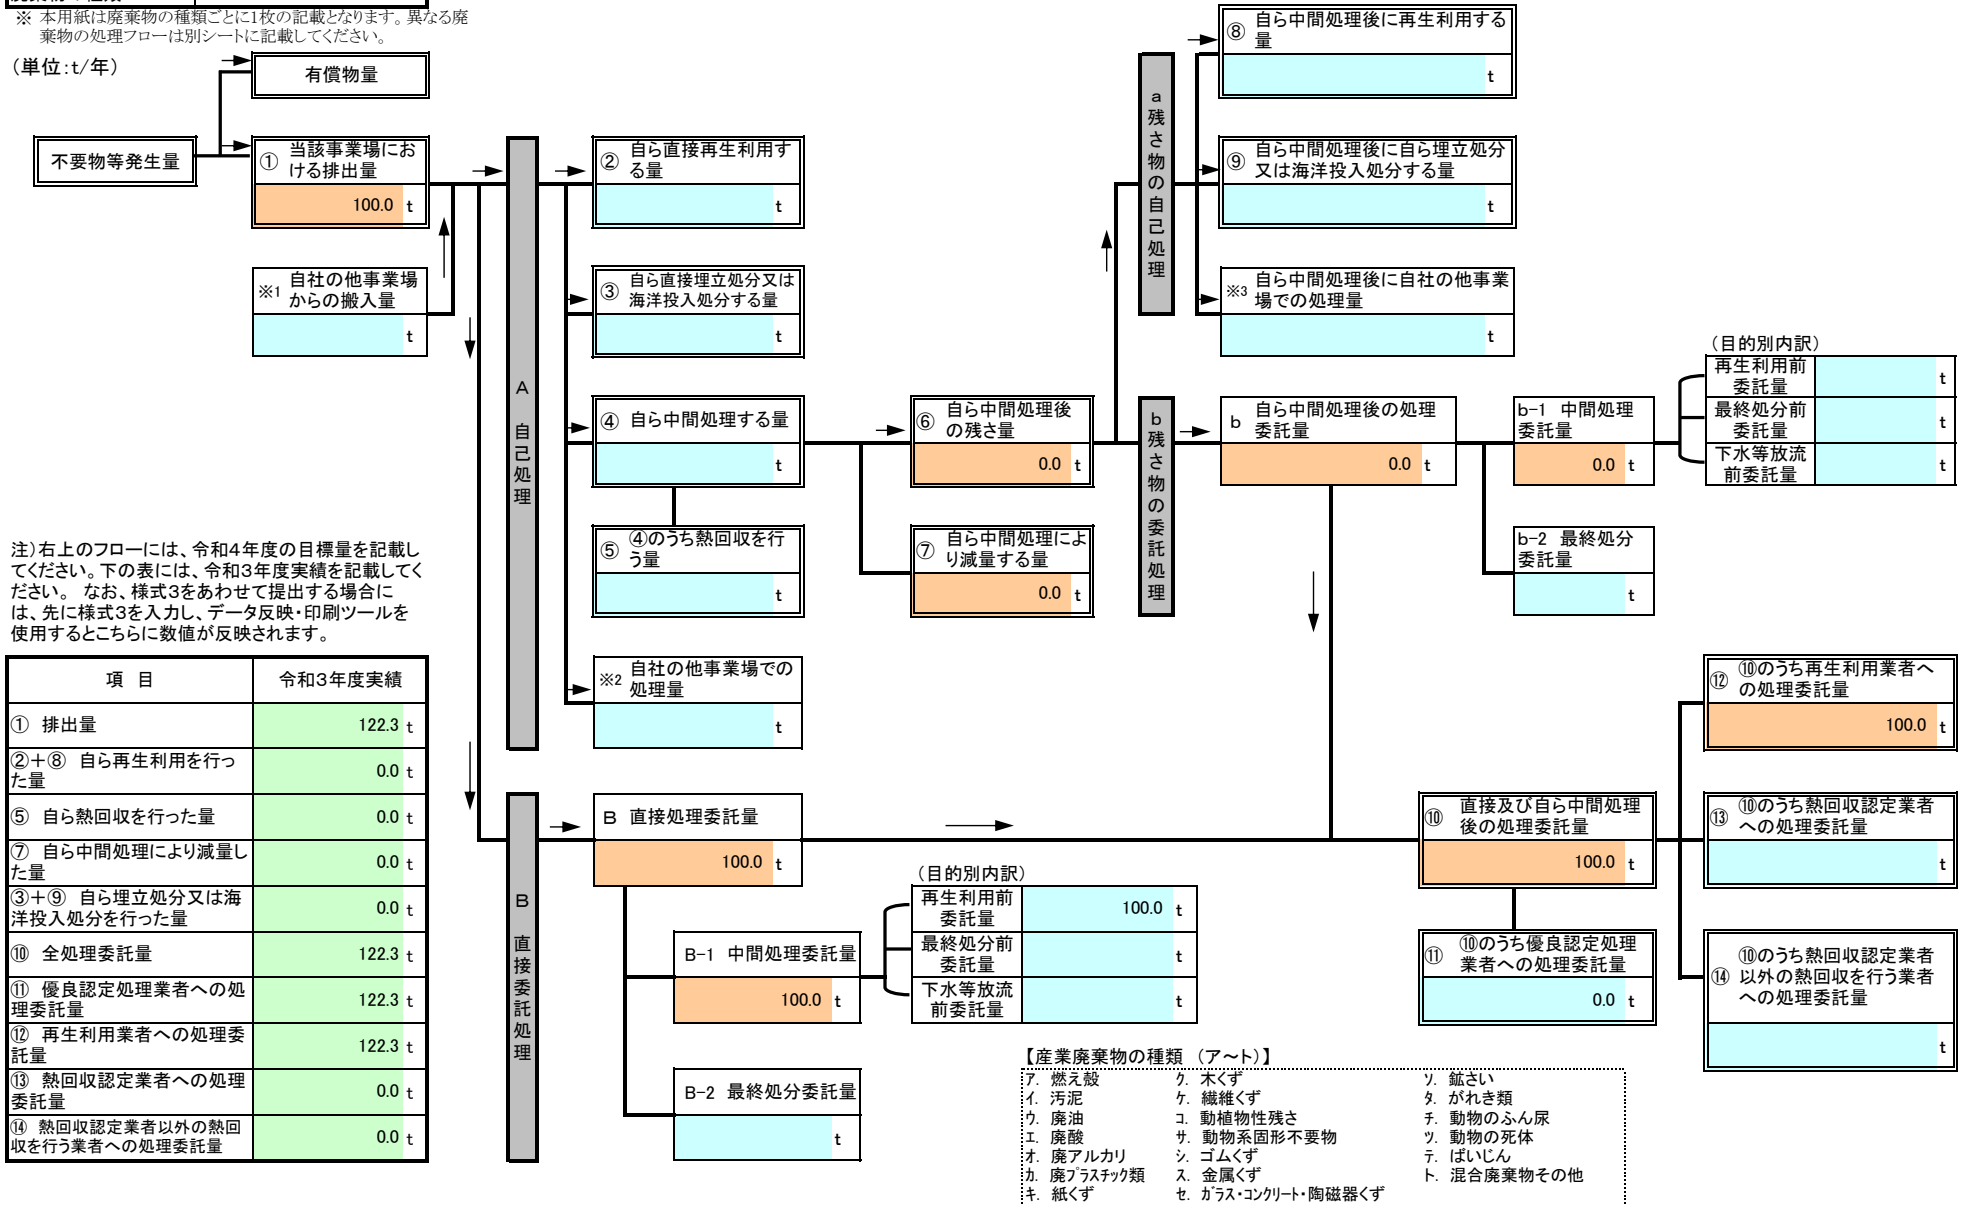 ※ 本用紙は廃棄物の種類ごとに1枚の記載となります。異なる廃
棄物の処理フローは別シートに記載してください。
（単位:t/年）
有償物量
不要物等発生量
① 当該事業場にお
ける排出量
100.0 t
※1 自社の他事業場
からの搬入量
t
A 自己処理
② 自ら直接再生利用す
る量
t
③ 自ら直接埋立処分又は
海洋投入処分する量
t
④ 自ら中間処理する量
t
⑤ ④のうち熱回収を行
う量
t
※2 自社の他事業場での
処理量
t
⑥ 自ら中間処理後
の残さ量
0.0 t
⑦ 自ら中間処理によ
り減量する量
0.0 t
a 残さ物の自己処理
⑧ 自ら中間処理後に再生利用する
量
t
⑨ 自ら中間処理後に自ら埋立処分
又は海洋投入処分する量
t
※3 自ら中間処理後に自社の他事業
場での処理量
t
b 残さ物の委託処理
b 自ら中間処理後の処理
委託量
0.0 t
b-1 中間処理
委託量
0.0 t
b-2 最終処分
委託量
t
（目的別内訳）
再生利用前
委託量
t
最終処分前
委託量
t
下水等放流
前委託量
t
注）右上のフローには、令和４年度の目標量を記載し
てください。下の表には、令和３年度実績を記載してく
ださい。 なお、様式３をあわせて提出する場合に
は、先に様式３を入力し、データ反映・印刷ツールを
使用するとこちらに数値が反映されます。
項 目 令和３年度実績
① 排出量 122.3 t
②＋⑧ 自ら再生利用を行っ
た量 0.0 t
⑤ 自ら熱回収を行った量 0.0 t
⑦ 自ら中間処理により減量し
た量 0.0 t
③＋⑨ 自ら埋立処分又は海
洋投入処分を行った量 0.0 t
⑩ 全処理委託量 122.3 t
⑪ 優良認定処理業者への処
理委託量 122.3 t
⑫ 再生利用業者への処理委
託量 122.3 t
⑬ 熱回収認定業者への処理
委託量 0.0 t
⑭ 熱回収認定業者以外の熱回
収を行う業者への処理委託量 0.0 t
B 直接委託処理
B 直接処理委託量
100.0 t
B-1 中間処理委託量
100.0 t
B-2 最終処分委託量
t
（目的別内訳）
再生利用前
委託量
100.0 t
最終処分前
委託量
t
下水等放流
前委託量
t
⑩ 直接及び自ら中間処理
後の処理委託量
100.0 t
⑪ ⑩のうち優良認定処理
業者への処理委託量
0.0 t
⑫ ⑩のうち再生利用業者へ
の処理委託量
100.0 t
⑬ ⑩のうち熱回収認定業者
への処理委託量
t
⑭ ⑩のうち熱回収認定業者
以外の熱回収を行う業者
への処理委託量
t
【産業廃棄物の種類 （ア～ト）】
ア. 燃え殻 ク. 木くず ソ. 鉱さい
イ. 汚泥 ケ. 繊維くず タ. がれき類
ウ. 廃油 コ. 動植物性残さ チ. 動物のふん尿
エ. 廃酸 サ. 動物系固形不要物 ツ. 動物の死体
オ. 廃アルカリ シ. ゴムくず テ. ばいじん
カ. 廃プラスチック類 ス. 金属くず ト. 混合廃棄物その他
キ. 紙くず セ. ガラス・コンクリート・陶磁器くず